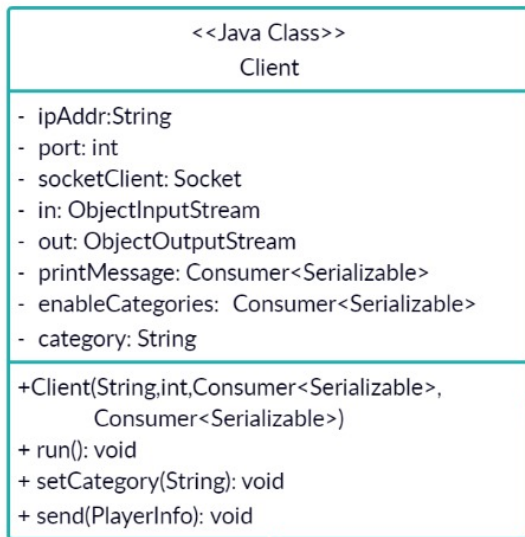 <<Java Class>>
Client
- ipAddr:String
- port: int
- socketClient: Socket
- in: ObjectInputStream
- out: ObjectOutputStream
- printMessage: Consumer<Serializable>
- enableCategories: Consumer<Serializable>
- category: String
+Client(String,int,Consumer<Serializable>,
Consumer<Serializable>)
+ run(): void
+ setCategory(String): void
+ send(PlayerInfo): void